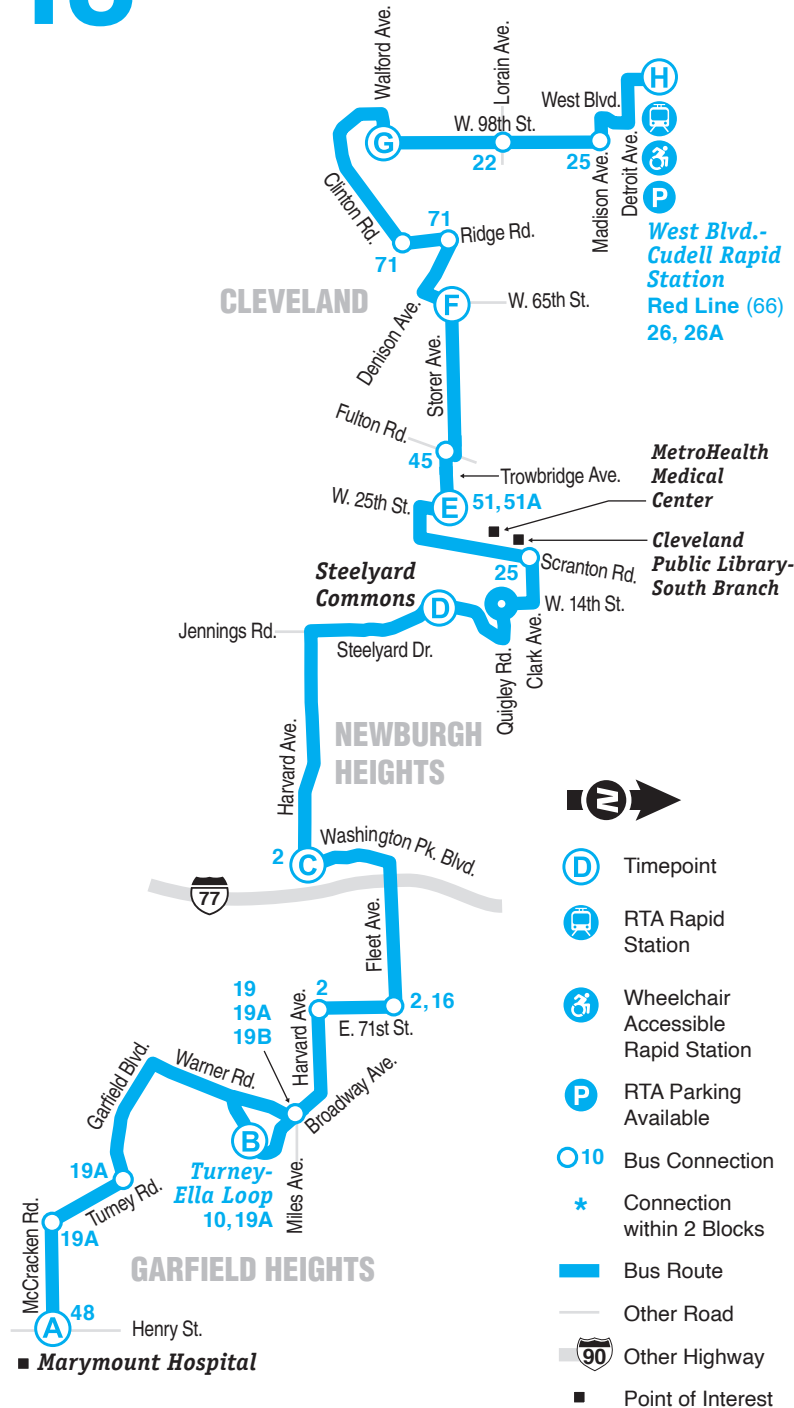 Walford Ave.
Lorain Ave.
West Blvd.
H
W. 98th St.
G
22
25
Madison Ave.
Detroit Ave.
P
Clinton Rd.
71
Ridge Rd.
71
West Blvd.-
Cudell Rapid
Station
Red Line (66)
26, 26A
CLEVELAND
F
W. 65th St.
Denison Ave.
Storer Ave.
Fulton Rd.
45
Trowbridge Ave.
MetroHealth
Medical
Center
W. 25th St.
E
51, 51A
Cleveland
Public Library-
South Branch
25
Scranton Rd.
Steelyard
Commons
D
W. 14th St.
Jennings Rd.
Steelyard Dr.
Quigley Rd.
Clark Ave.
Harvard Ave.
NEWBURGH
HEIGHTS
N
2
C
Washington Pk. Blvd.
77
Fleet Ave.
D
Timepoint
RTA Rapid
Station
Wheelchair
Accessible
Rapid Station
P
RTA Parking
Available
10
Bus Connection
*
Connection
within 2 Blocks
Bus Route
Other Road
90
Other Highway
Point of Interest
19
19A
19B
2
2, 16
Harvard Ave.
E. 71st St.
Garfield Blvd.
Warner Rd.
Broadway Ave.
B
Turney-
Ella Loop
10, 19A
Miles Ave.
19A
Turney Rd.
McCracken Rd.
19A
GARFIELD HEIGHTS
48
A
Henry St.
Marymount Hospital